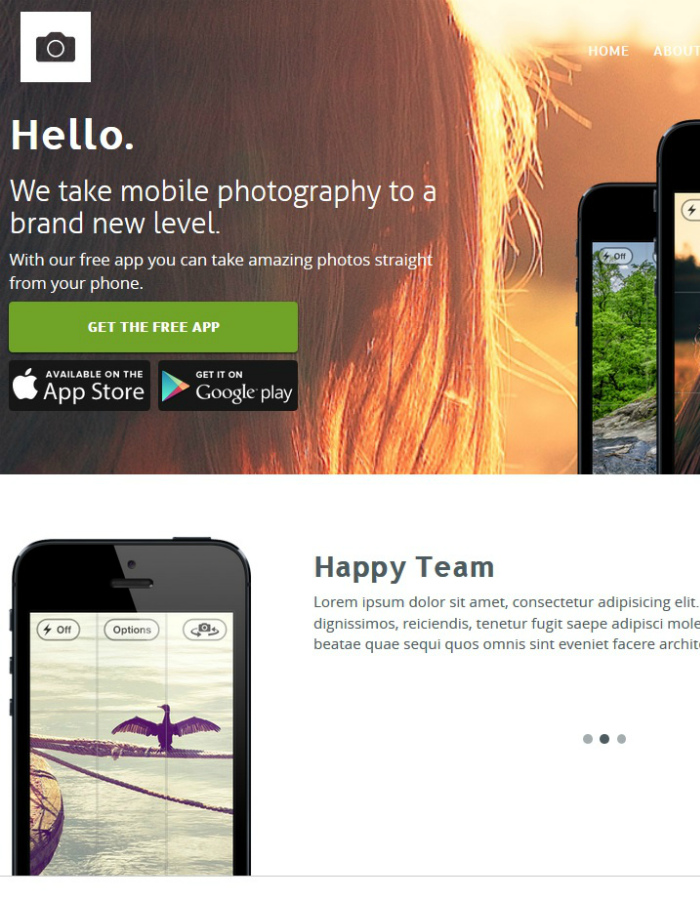 HOME ABOUT
Hello.
We take mobile photography to a
brand new level.
With our free app you can take amazing photos straight
from your phone.
GET THE FREE APP
AVAILABLE ON THE
App Store
GET IT ON
Google play
Off
Happy Team
Lorem ipsum dolor sit amet, consectetur adipisicing elit.
dignissimos, reiciendis, tenetur fugit saepe adipisci
beatae quae sequi quos omnis sint eveniet facere
Off Options